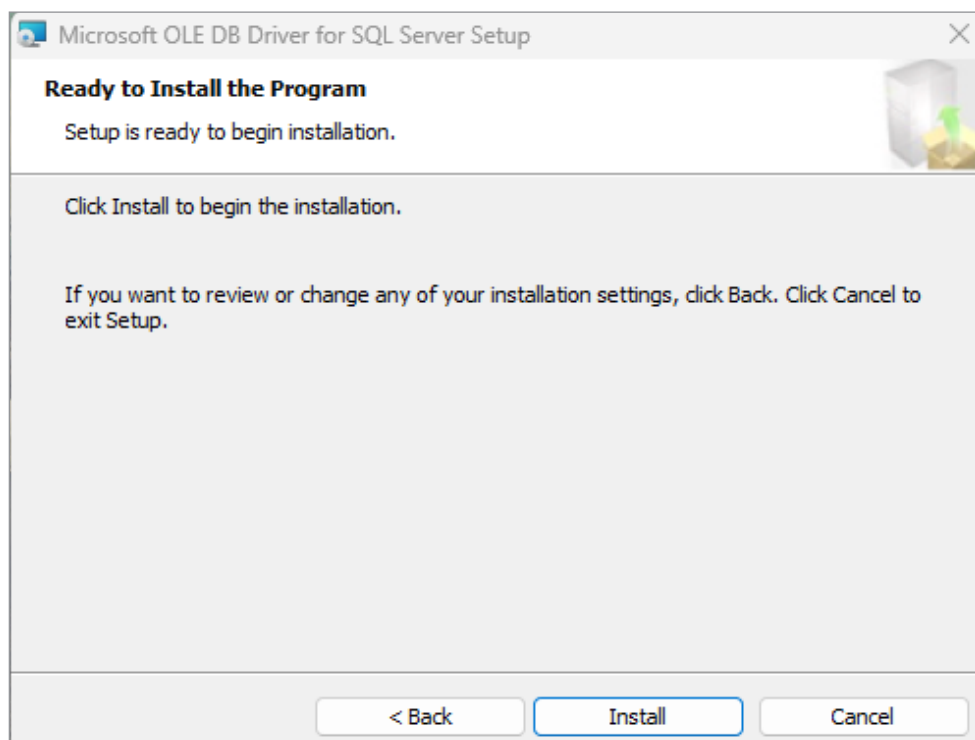 Microsoft OLE DB Driver for SQL Server Setup
Ready to Install the Program
Setup is ready to begin installation.
Click Install to begin the installation.
If you want to review or change any of your installation settings, click Back. Click Cancel to
exit Setup.
< Back
Install
Cancel